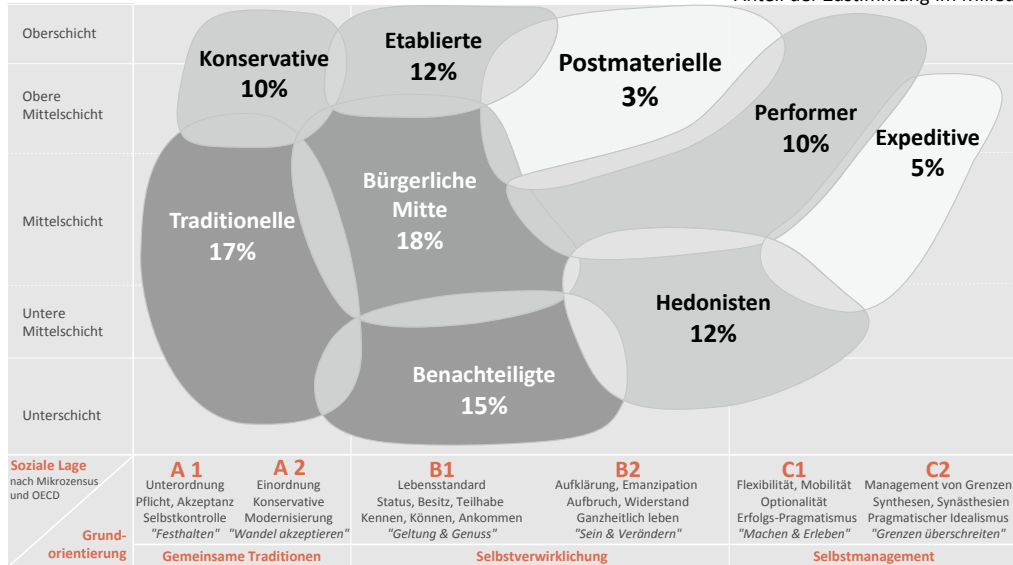 Anteil der Zustimmung im Milieu
Oberschicht
Konservative
10%
Etablierte
12%
Postmaterielle
3%
Obere
Mittelschicht
Performer
10%
Expeditive
5%
Mittelschicht
Traditionelle
17%
Bürgerliche
Mitte
18%
Untere
Mittelschicht
Hedonisten
12%
Unterschicht
Benachteiligte
15%
Soziale Lage
nach Mikrozensus
und OECD
Grund-
orientierung
A 1
Unterordnung
Pflicht, Akzeptanz
Selbstkontrolle
"Festhalten"
A 2
Einordnung
Konservative
Modernisierung
"Wandel akzeptieren"
B1
Lebensstandard
Status, Besitz, Teilhabe
Kennen, Können, Ankommen
"Geltung & Genuss"
B2
Aufklärung, Emanzipation
Aufbruch, Widerstand
Ganzheitlich leben
"Sein & Verändern"
C1
Flexibilität, Mobilität
Optionalität
Erfolgs-Pragmatismus
"Machen & Erleben"
C2
Management von Grenzen
Synthesen, Synästhesien
Pragmatischer Idealismus
"Grenzen überschreiten"
Gemeinsame Traditionen
Selbstverwirklichung
Selbstmanagement